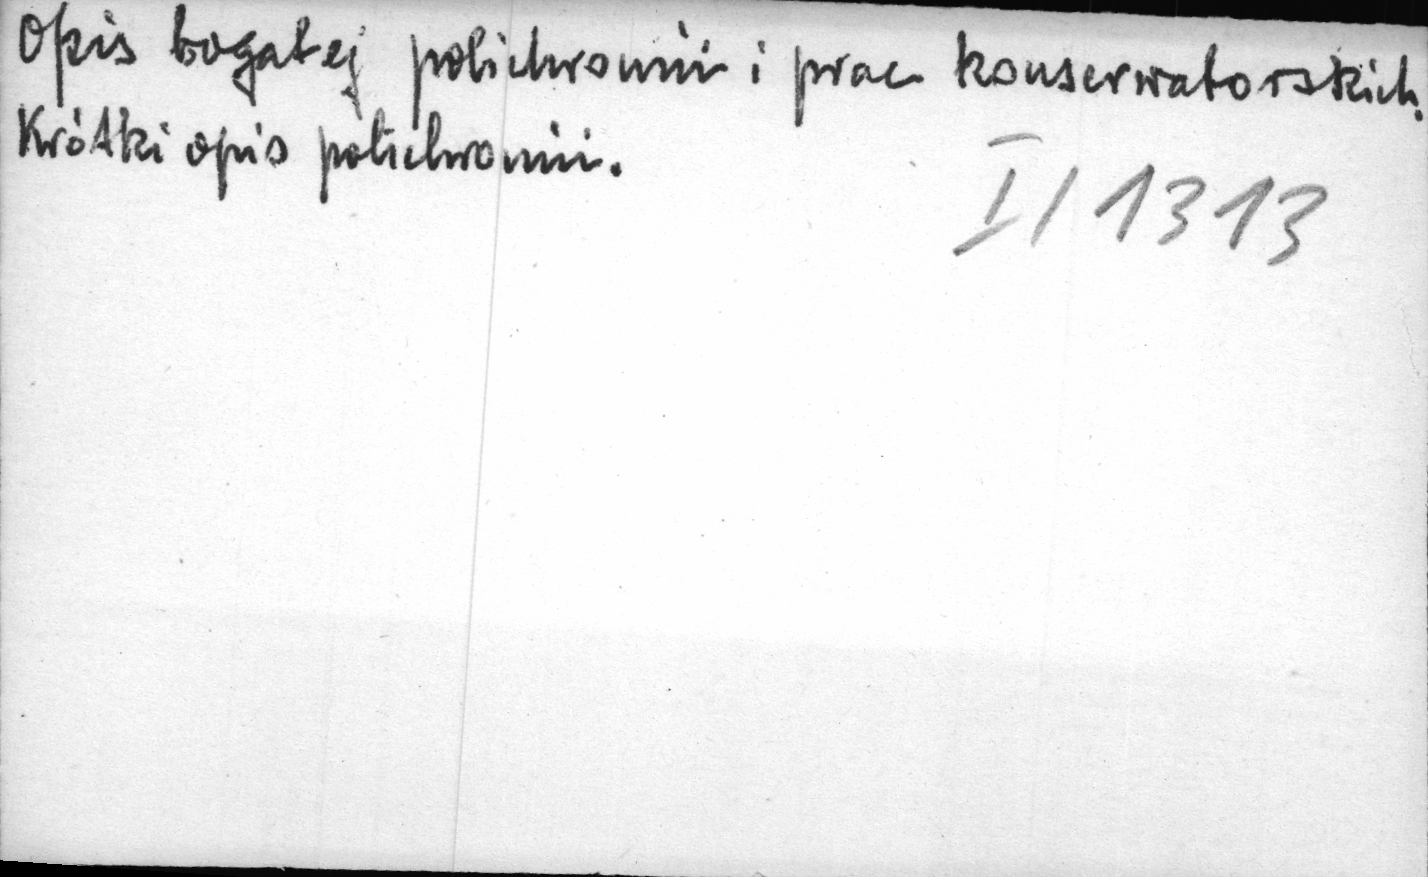 Opis bogatej polichromii i prac konserwatorskich.
Krótki opis polichromii.
I/1313